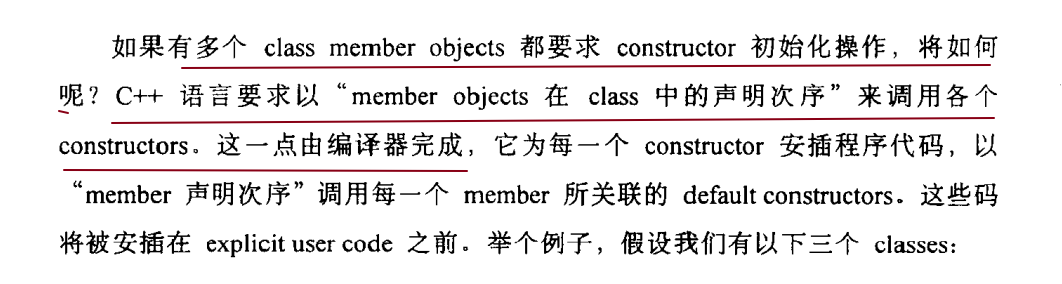 如果有多个 class member objects 都要求 constructor 初始化操作，将如何
呢？C++ 语言要求以“member objects 在 class 中的声明次序”来调用各个
constructors。这一点由编译器完成，它为每一个 constructor 安插程序代码，以
“member 声明次序”调用每一个 member 所关联的 default constructors。这些码
将被安插在 explicit user code 之前。举个例子，假设我们有以下三个 classes：